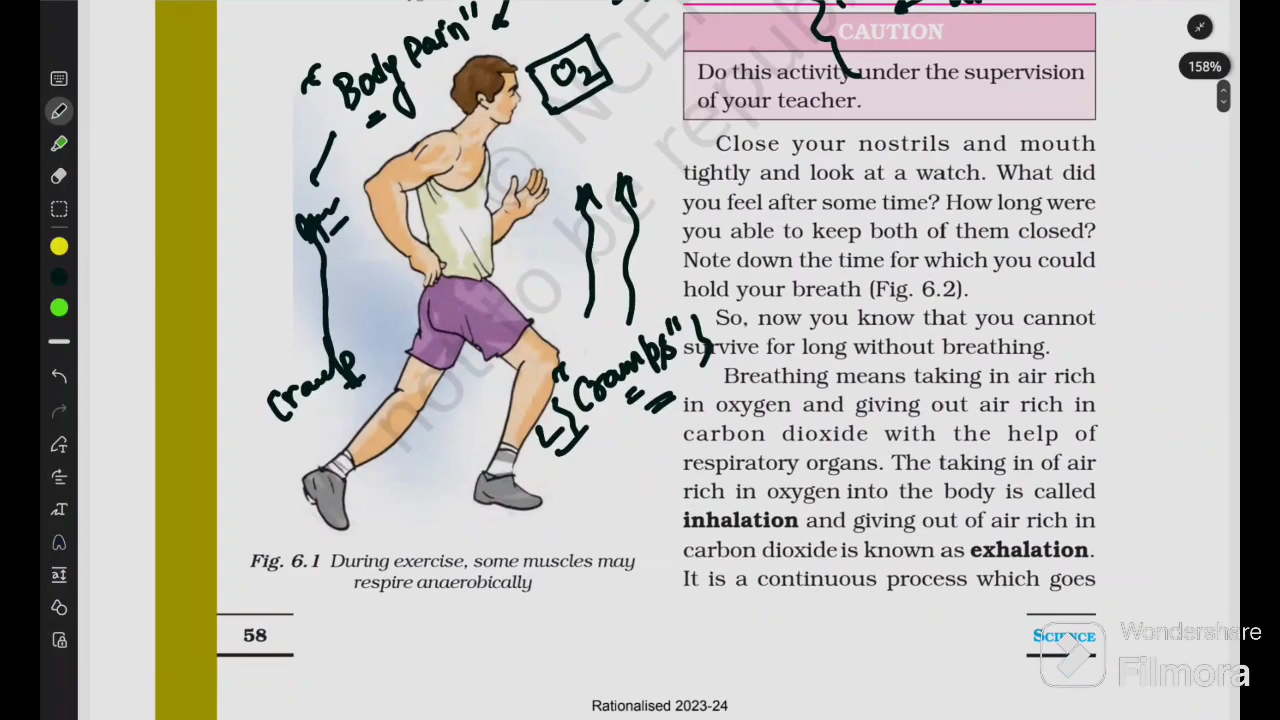 158%
"Body Pain"
O2
Cramp
"Cramps"
Fig. 6.1 During exercise, some muscles may
respire anaerobically
58
CAUTION
Do this activity under the supervision
of your teacher.
Close your nostrils and mouth
tightly and look at a watch. What did
you feel after some time? How long were
you able to keep both of them closed?
Note down the time for which you could
hold your breath (Fig. 6.2).
So, now you know that you cannot
survive for long without breathing.
Breathing means taking in air rich
in oxygen and giving out air rich in
carbon dioxide with the help of
respiratory organs. The taking in of air
rich in oxygen into the body is called
inhalation and giving out of air rich in
carbon dioxide is known as exhalation.
It is a continuous process which goes
SCIENCE
Wondershare
Filmora
Rationalised 2023-24
not to be republ
© NCE